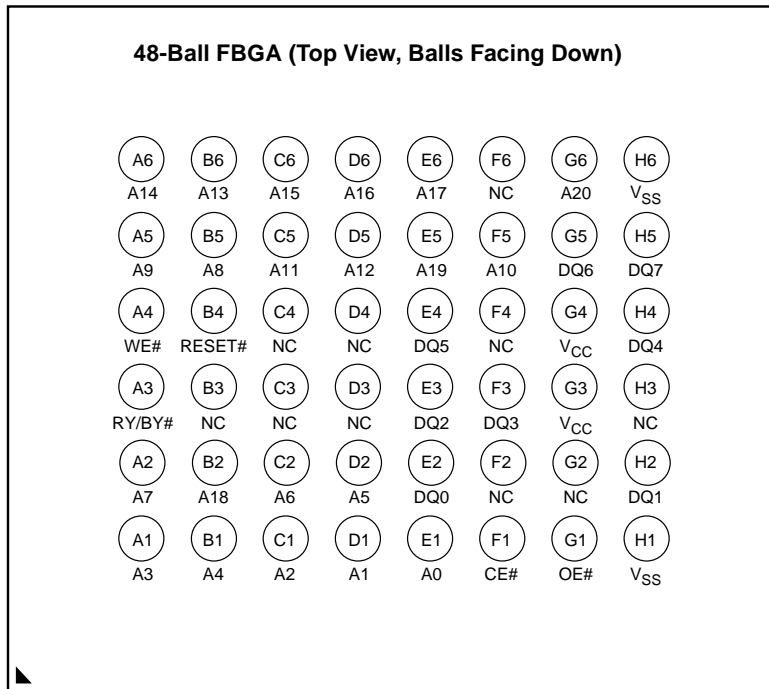 48-Ball FBGA (Top View, Balls Facing Down)
A6 B6 C6 D6 E6 F6 G6 H6
A14 A13 A15 A16 A17 NC A20 VSS
A5 B5 C5 D5 E5 F5 G5 H5
A9 A8 A11 A12 A19 A10 DQ6 DQ7
A4 B4 C4 D4 E4 F4 G4 H4
WE# RESET# NC NC DQ5 NC VCC DQ4
A3 B3 C3 D3 E3 F3 G3 H3
RY/BY# NC NC NC DQ2 DQ3 VCC NC
A2 B2 C2 D2 E2 F2 G2 H2
A7 A18 A6 A5 DQ0 NC NC DQ1
A1 B1 C1 D1 E1 F1 G1 H1
A3 A4 A2 A1 A0 CE# OE# VSS